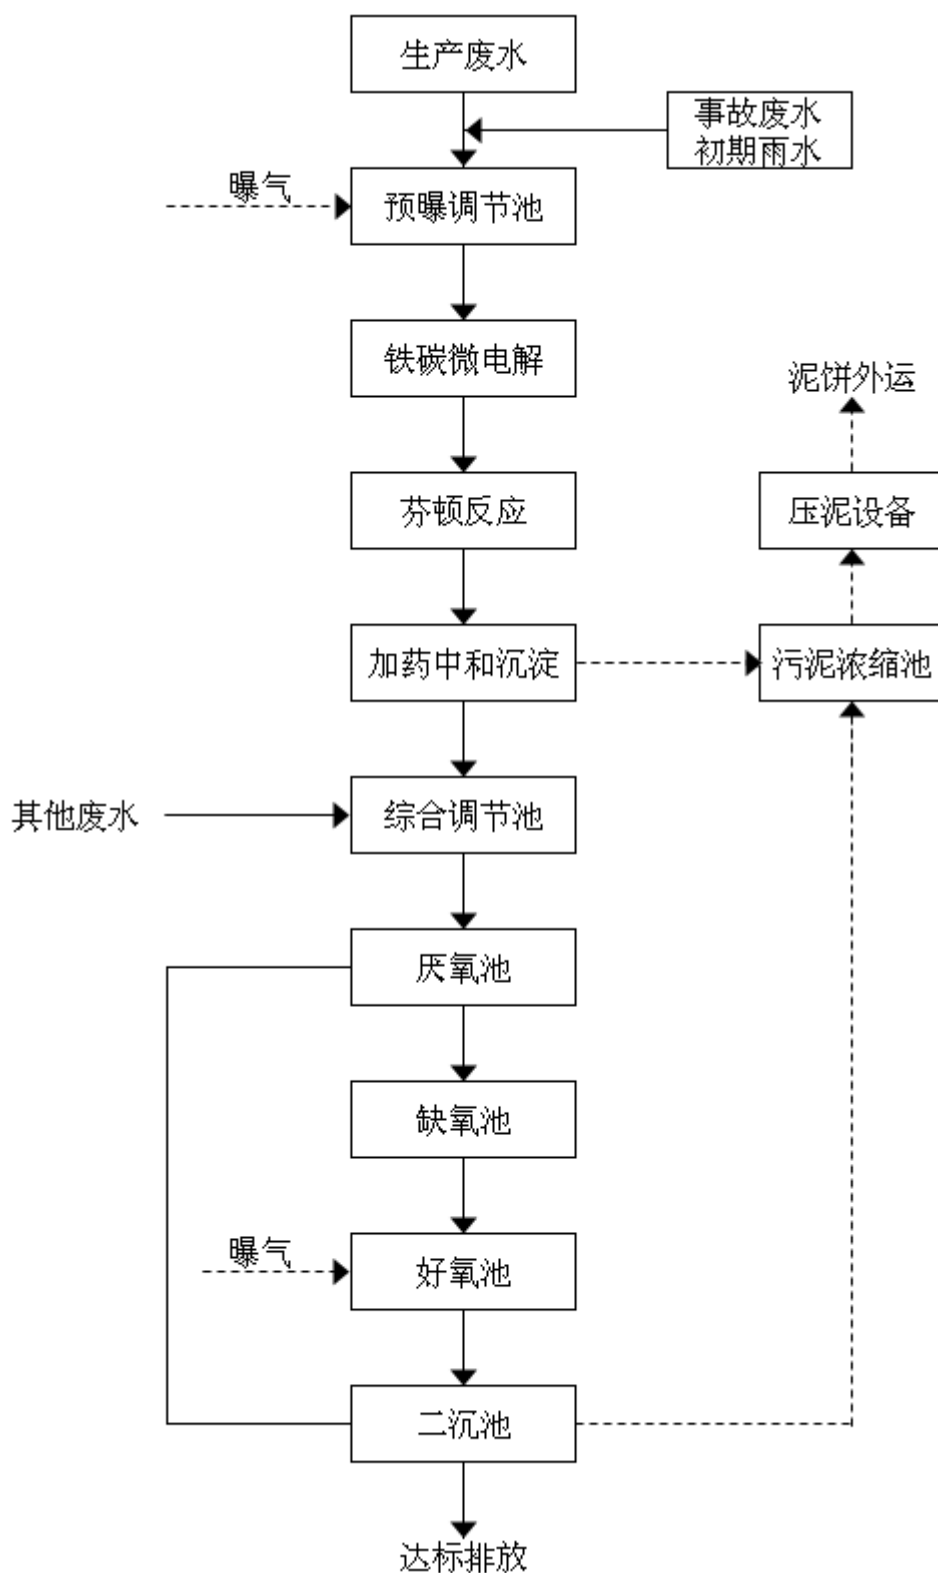 生产废水
事故废水
初期雨水
曝气
预曝调节池
铁碳微电解
泥饼外运
芬顿反应
压泥设备
加药中和沉淀
污泥浓缩池
其他废水
综合调节池
厌氧池
缺氧池
曝气
好氧池
二沉池
达标排放